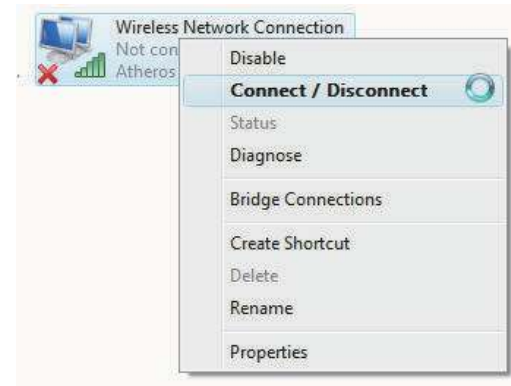 Wireless Network Connection
Not con
Atheros
Disable
Connect / Disconnect
Status
Diagnose
Bridge Connections
Create Shortcut
Delete
Rename
Properties